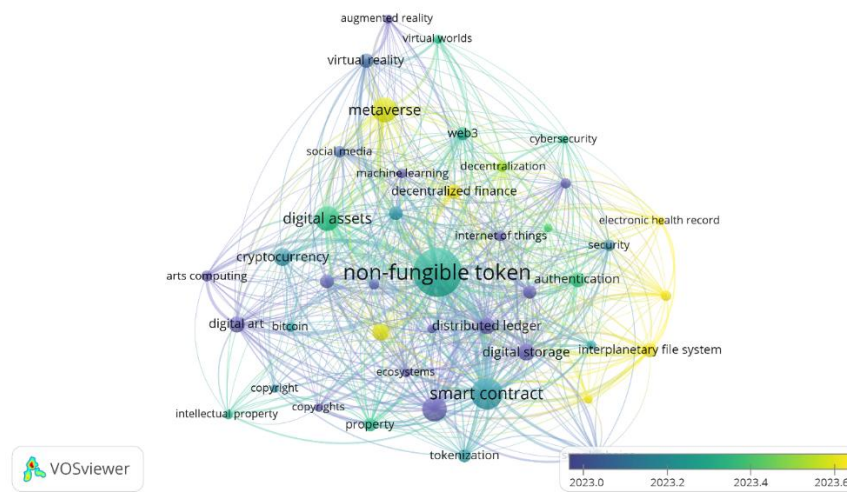 augmented reality
virtual worlds
virtual reality
metaverse
web3
cybersecurity
social media
machine learning
decentralization
decentralized finance
digital assets
electronic health record
internet of things
security
cryptocurrency
non-fungible token
arts computing
authentication
digital art
bitcoin
distributed ledger
digital storage
interplanetary file system
ecosystems
copyright
smart contract
copyrights
intellectual property
property
tokenization
VOSviewer
2023.0
2023.2
2023.4
2023.6